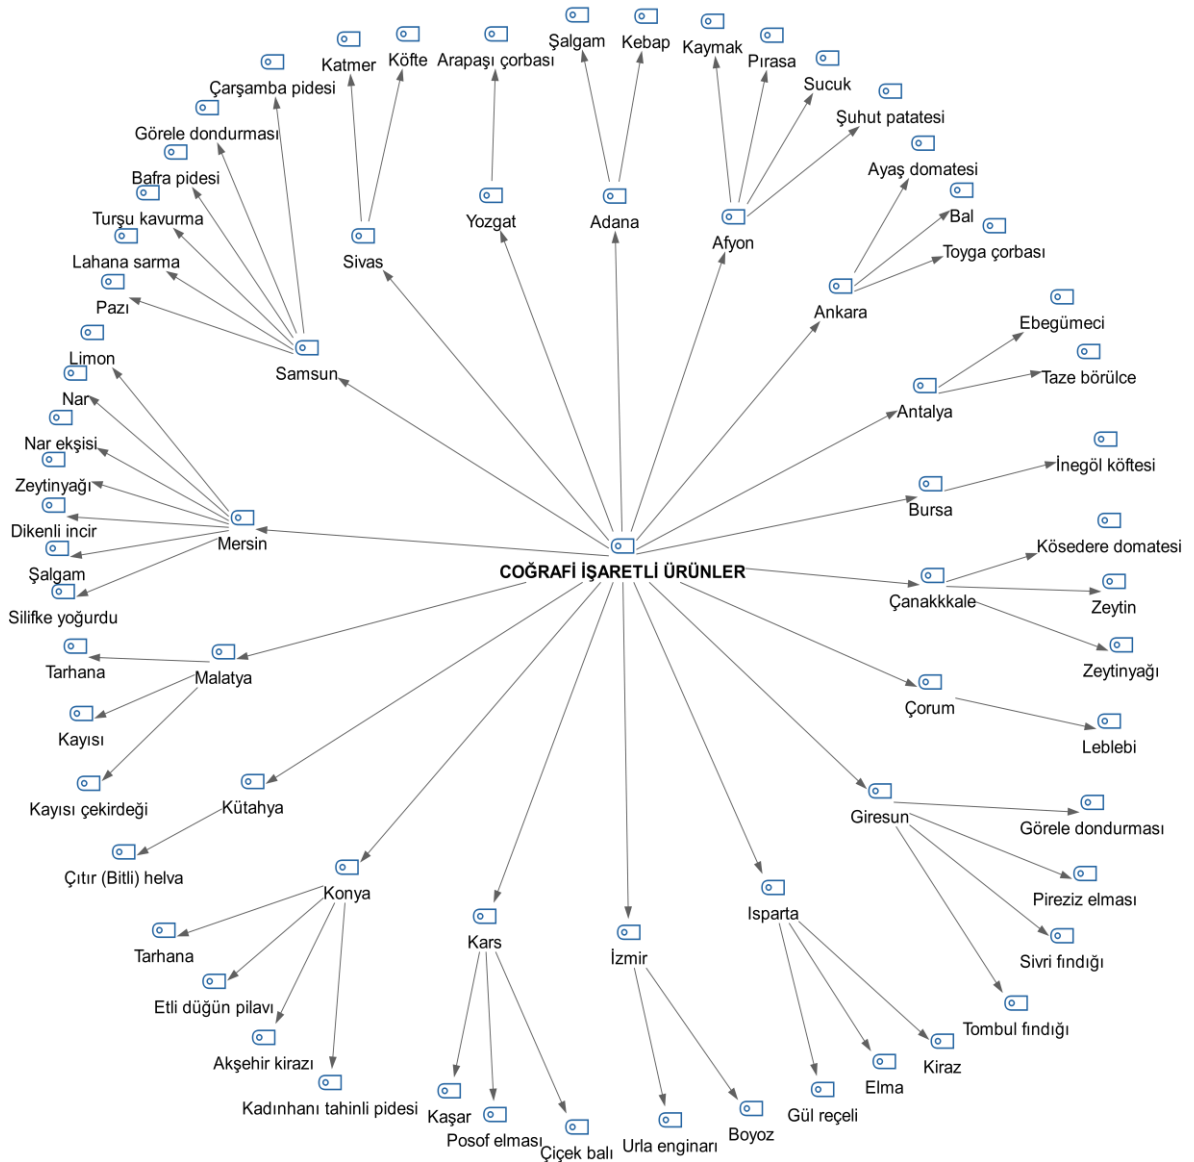 Şalgam
Kebap
Kaymak
Pırasa
Sucuk
Şuhut patatesi
Arapaşı çorbası
Köfte
Katmer
Çarşamba pidesi
Görele dondurması
Bafra pidesi
Turşu kavurma
Lahana sarma
Pazı
Ayaş domatesi
Bal
Toyga çorbası
Yozgat
Adana
Afyon
Sivas
Ankara
Samsun
Ebegümeci
Taze börülce
Antalya
Limon
Nar
Nar ekşisi
Zeytinyağı
Dikenli incir
Şalgam
Silifke yoğurdu
Mersin
İnegöl köftesi
Bursa
COĞRAFİ İŞARETLİ ÜRÜNLER
Kösedere domatesi
Çanakkkale
Zeytin
Zeytinyağı
Tarhana
Malatya
Kayısı
Kayısı çekirdeği
Çorum
Leblebi
Kütahya
Çıtır (Bitli) helva
Giresun
Görele dondurması
Pireziz elması
Sivri fındığı
Tombul fındığı
Konya
Tarhana
Etli düğün pilavı
Akşehir kirazı
Kadınhanı tahinli pidesi
Kars
Kaşar
Posof elması
Çiçek balı
İzmir
Urla enginarı
Boyoz
Isparta
Gül reçeli
Elma
Kiraz